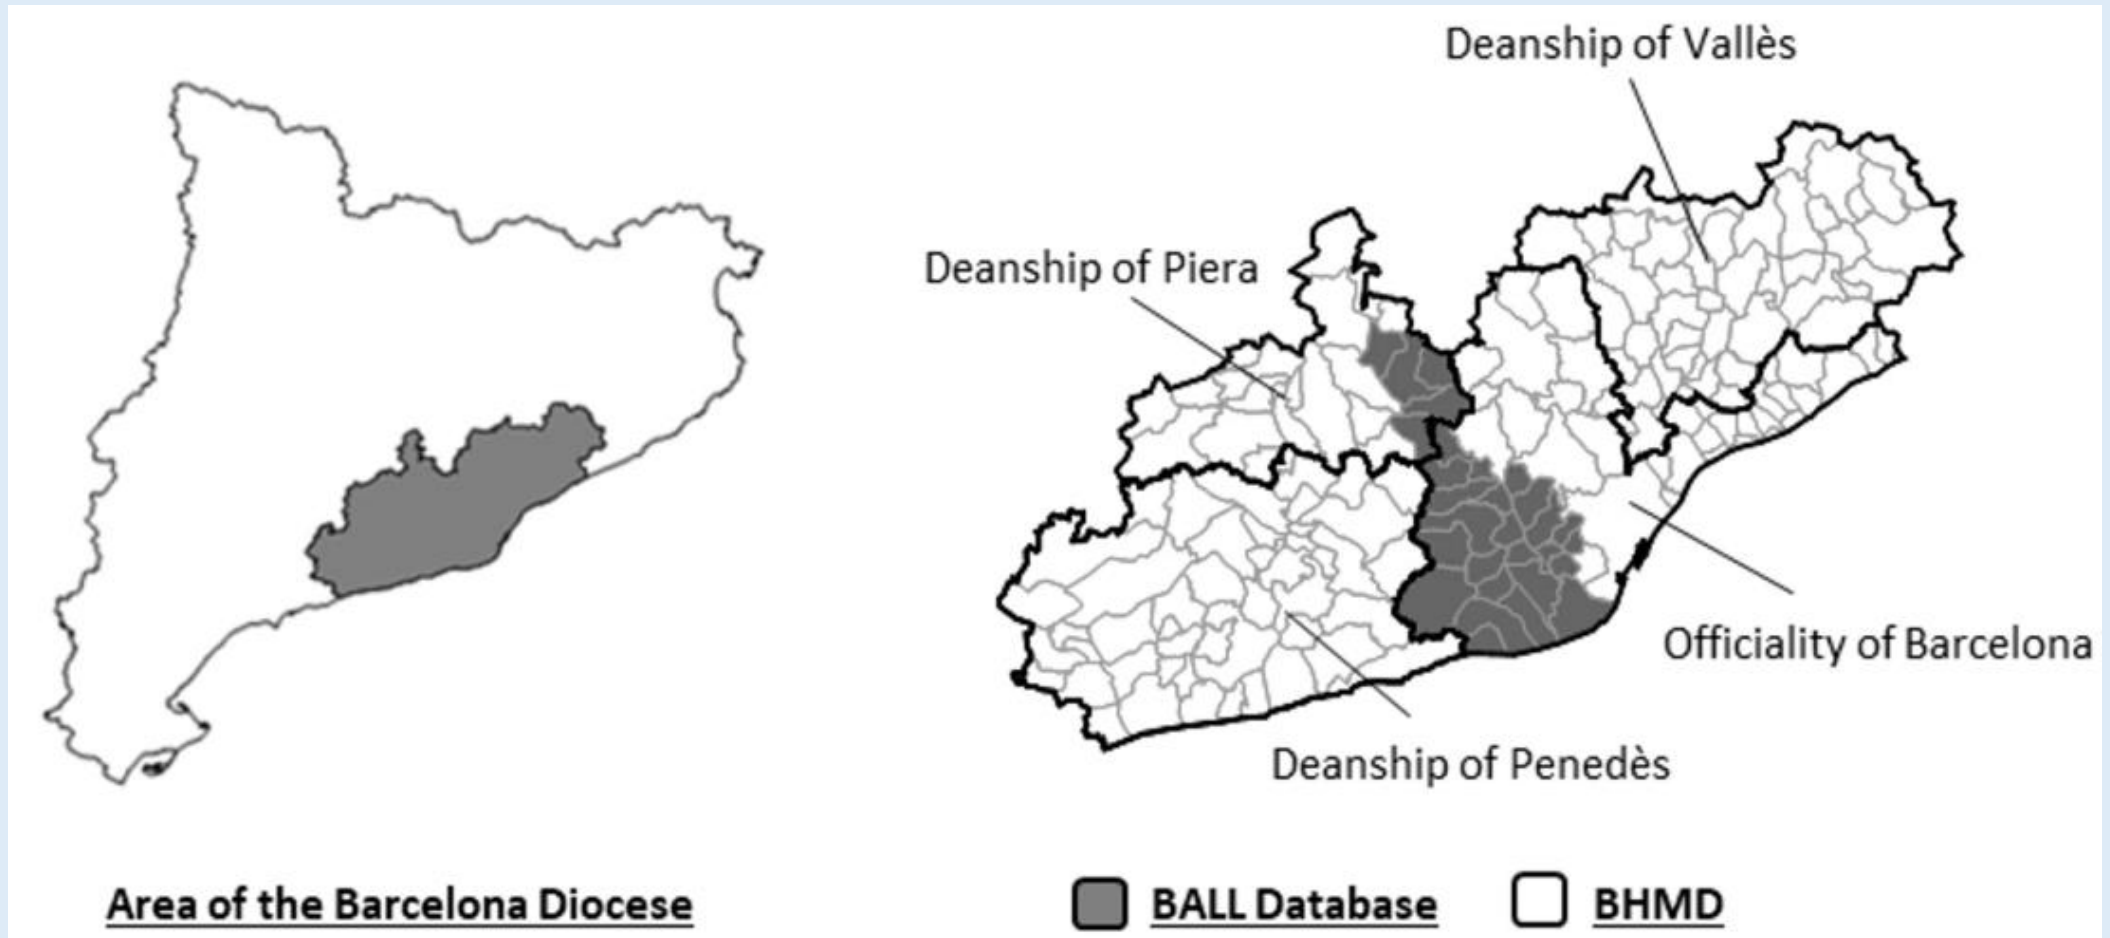 Deanship of Vallès
Deanship of Piera
Officiality of Barcelona
Deanship of Penedès
Area of the Barcelona Diocese
BALL Database
BHMD